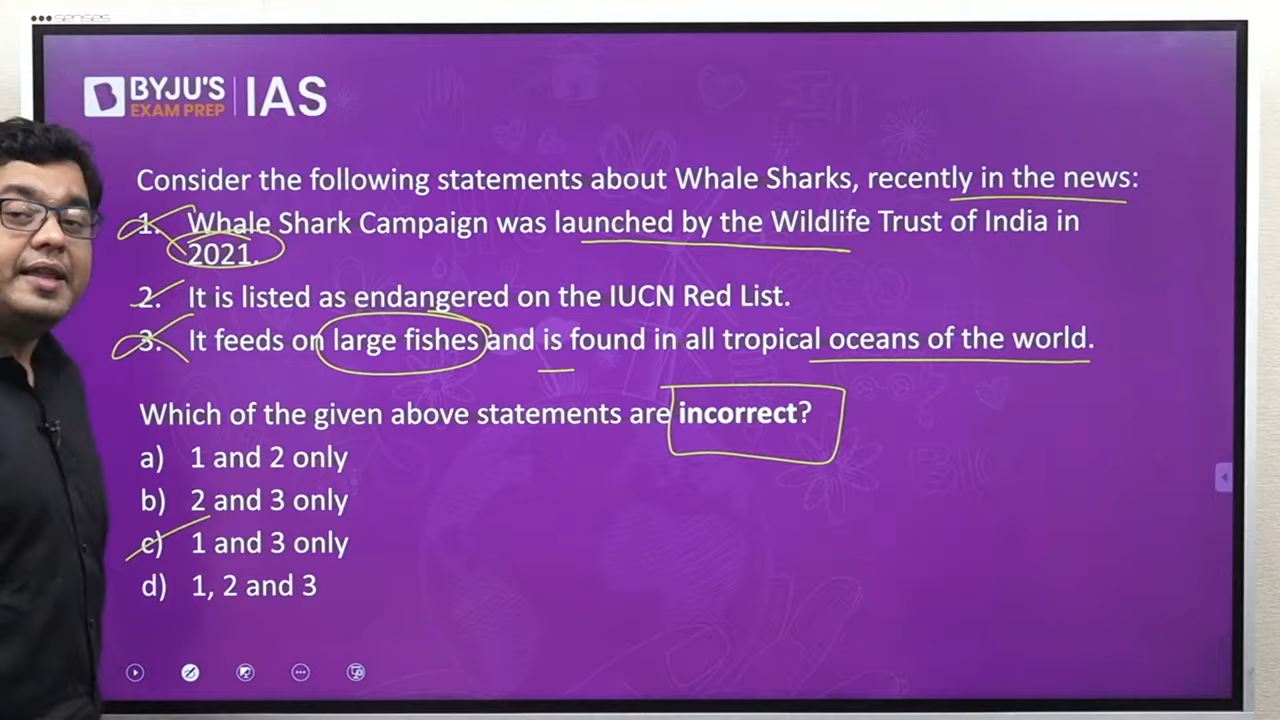 senses
BYJU'S
EXAM PREP
IAS
Consider the following statements about Whale Sharks, recently in the news:
1. Whale Shark Campaign was launched by the Wildlife Trust of India in
2021.
2. It is listed as endangered on the IUCN Red List.
3. It feeds on large fishes and is found in all tropical oceans of the world.
Which of the given above statements are incorrect?
a) 1 and 2 only
b) 2 and 3 only
c) 1 and 3 only
d) 1, 2 and 3